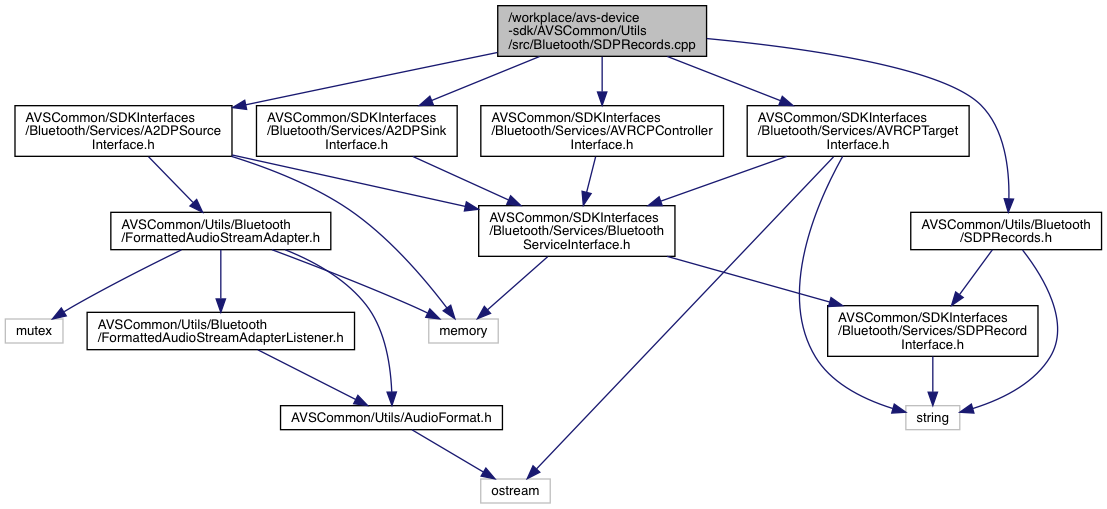 /workplace/avs-device
-sdk/AVSCommon/Utils
/src/Bluetooth/SDPRecords.cpp
AVSCommon/SDKInterfaces
/Bluetooth/Services/A2DPSource
Interface.h
AVSCommon/SDKInterfaces
/Bluetooth/Services/A2DPSink
Interface.h
AVSCommon/SDKInterfaces
/Bluetooth/Services/AVRCPController
Interface.h
AVSCommon/SDKInterfaces
/Bluetooth/Services/AVRCPTarget
Interface.h
AVSCommon/Utils/Bluetooth
/FormattedAudioStreamAdapter.h
AVSCommon/SDKInterfaces
/Bluetooth/Services/Bluetooth
ServiceInterface.h
AVSCommon/Utils/Bluetooth
/SDPRecords.h
mutex
AVSCommon/Utils/Bluetooth
/FormattedAudioStreamAdapterListener.h
memory
AVSCommon/SDKInterfaces
/Bluetooth/Services/SDPRecord
Interface.h
AVSCommon/Utils/AudioFormat.h
string
ostream